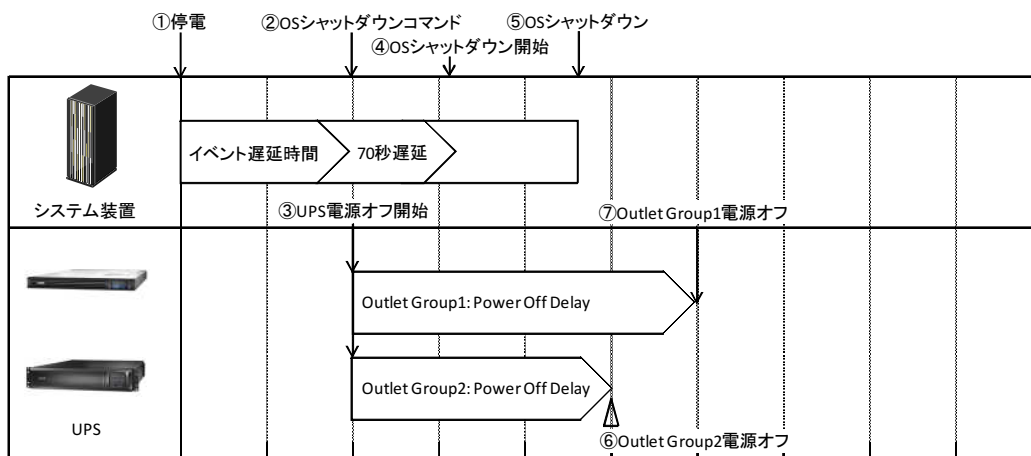 ①停電
②OSシャットダウンコマンド
⑤OSシャットダウン
④OSシャットダウン開始
イベント遅延時間
70秒遅延
システム装置
③UPS電源オフ開始
⑦Outlet Group1電源オフ
Outlet Group1: Power Off Delay
Outlet Group2: Power Off Delay
UPS
⑥Outlet Group2電源オフ